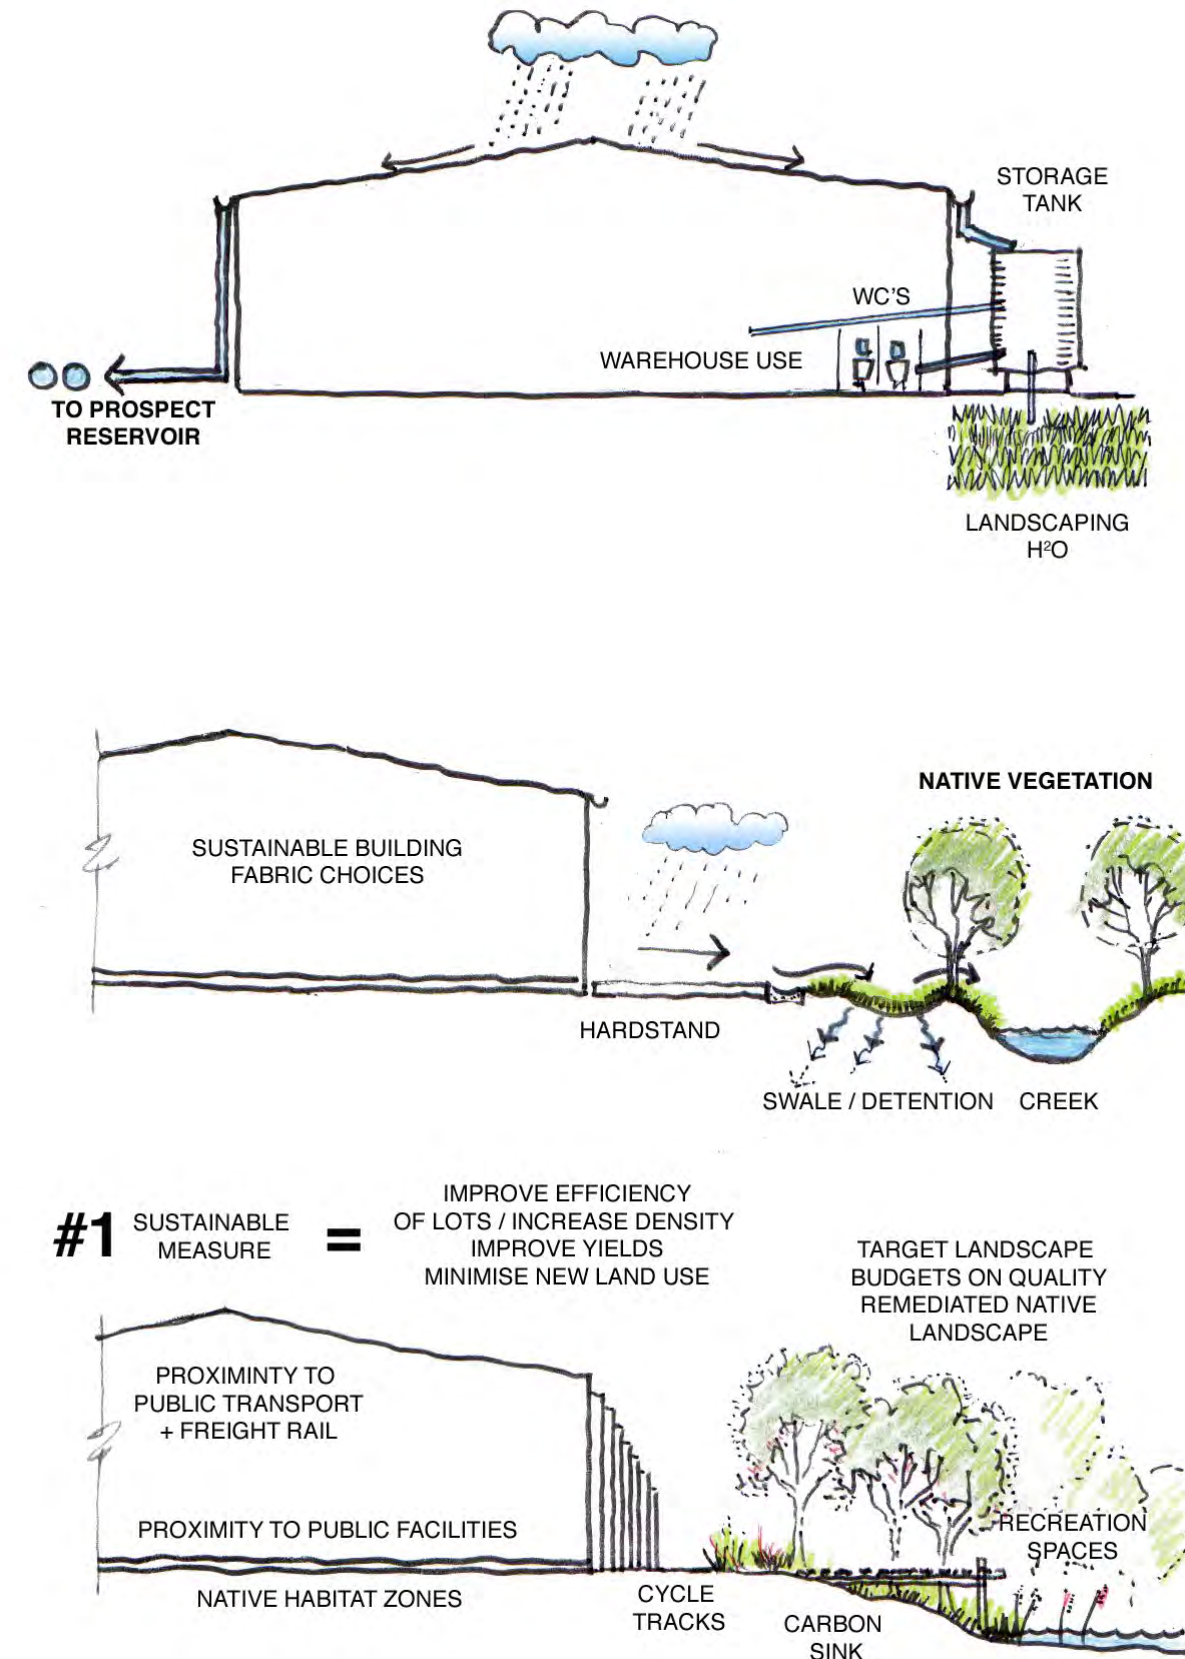 STORAGE
TANK
WC'S
WAREHOUSE USE
TO PROSPECT
RESERVOIR
LANDSCAPING
H²O
NATIVE VEGETATION
SUSTAINABLE BUILDING
FABRIC CHOICES
HARDSTAND
SWALE / DETENTION
CREEK
#1
SUSTAINABLE
MEASURE
=
IMPROVE EFFICIENCY
OF LOTS / INCREASE DENSITY
IMPROVE YIELDS
MINIMISE NEW LAND USE
TARGET LANDSCAPE
BUDGETS ON QUALITY
REMEDIATED NATIVE
LANDSCAPE
PROXIMINTY TO
PUBLIC TRANSPORT
+ FREIGHT RAIL
PROXIMITY TO PUBLIC FACILITIES
RECREATION
SPACES
NATIVE HABITAT ZONES
CYCLE
TRACKS
CARBON
SINK